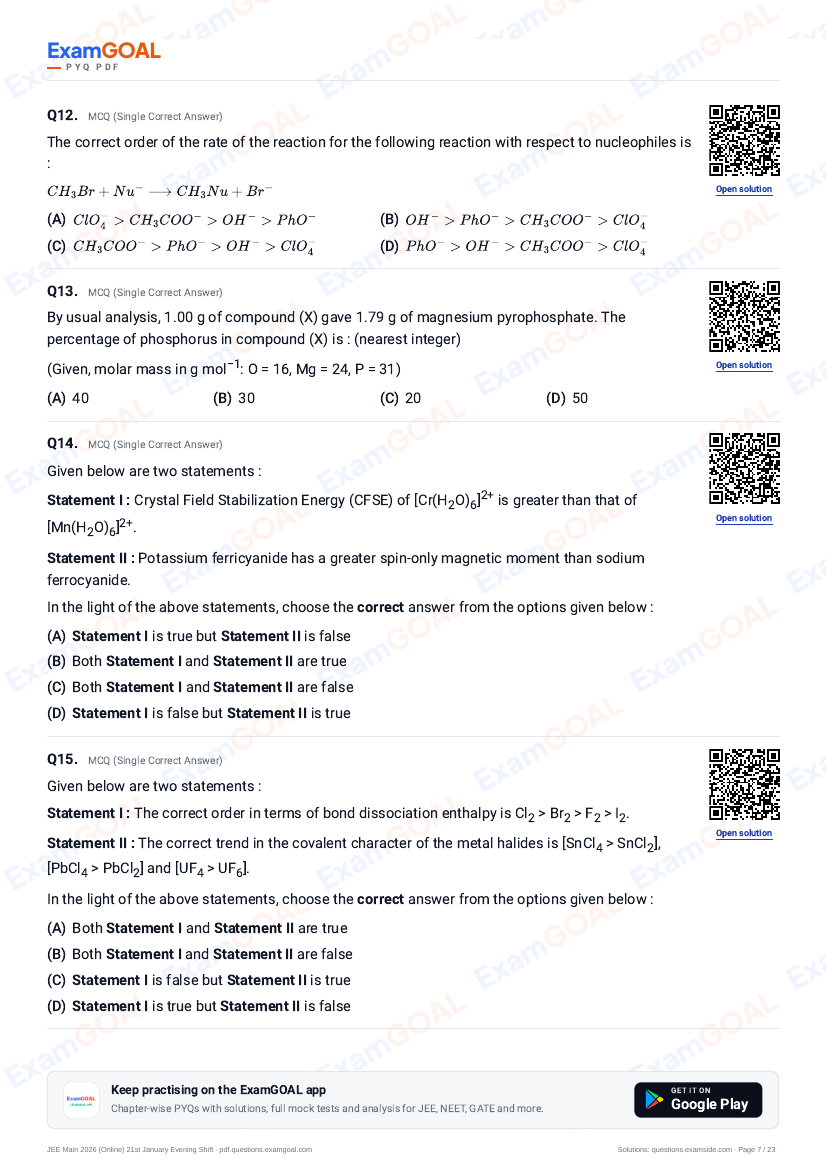 ExamGOAL
PYQ PDF
Q12. MCQ (Single Correct Answer)
The correct order of the rate of the reaction for the following reaction with respect to nucleophiles is
:
CH₃Br + Nu⁻ ⟶ CH₃Nu + Br⁻
(A) ClO₄⁻ > CH₃COO⁻ > OH⁻ > PhO⁻ (B) OH⁻ > PhO⁻ > CH₃COO⁻ > ClO₄⁻
(C) CH₃COO⁻ > PhO⁻ > OH⁻ > ClO₄⁻ (D) PhO⁻ > OH⁻ > CH₃COO⁻ > ClO₄⁻
Open solution
Q13. MCQ (Single Correct Answer)
By usual analysis, 1.00 g of compound (X) gave 1.79 g of magnesium pyrophosphate. The
percentage of phosphorus in compound (X) is : (nearest integer)
(Given, molar mass in g mol⁻¹: O = 16, Mg = 24, P = 31)
(A) 40 (B) 30 (C) 20 (D) 50
Open solution
Q14. MCQ (Single Correct Answer)
Given below are two statements :
Statement I : Crystal Field Stabilization Energy (CFSE) of [Cr(H₂O)₆]²⁺ is greater than that of
[Mn(H₂O)₆]²⁺.
Statement II : Potassium ferricyanide has a greater spin-only magnetic moment than sodium
ferrocyanide.
In the light of the above statements, choose the correct answer from the options given below :
(A) Statement I is true but Statement II is false
(B) Both Statement I and Statement II are true
(C) Both Statement I and Statement II are false
(D) Statement I is false but Statement II is true
Open solution
Q15. MCQ (Single Correct Answer)
Given below are two statements :
Statement I : The correct order in terms of bond dissociation enthalpy is Cl₂ > Br₂ > F₂ > I₂.
Statement II : The correct trend in the covalent character of the metal halides is [SnCl₄ > SnCl₂],
[PbCl₄ > PbCl₂] and [UF₄ > UF₆].
In the light of the above statements, choose the correct answer from the options given below :
(A) Both Statement I and Statement II are true
(B) Both Statement I and Statement II are false
(C) Statement I is false but Statement II is true
(D) Statement I is true but Statement II is false
Open solution
ExamGOAL
Keep practising on the ExamGOAL app
Chapter-wise PYQs with solutions, full mock tests and analysis for JEE, NEET, GATE and more.
GET IT ON
Google Play
JEE Main 2026 (Online) 21st January Evening Shift · pdf.questions.examgoal.com
Solutions: questions.examside.com · Page 7 / 23